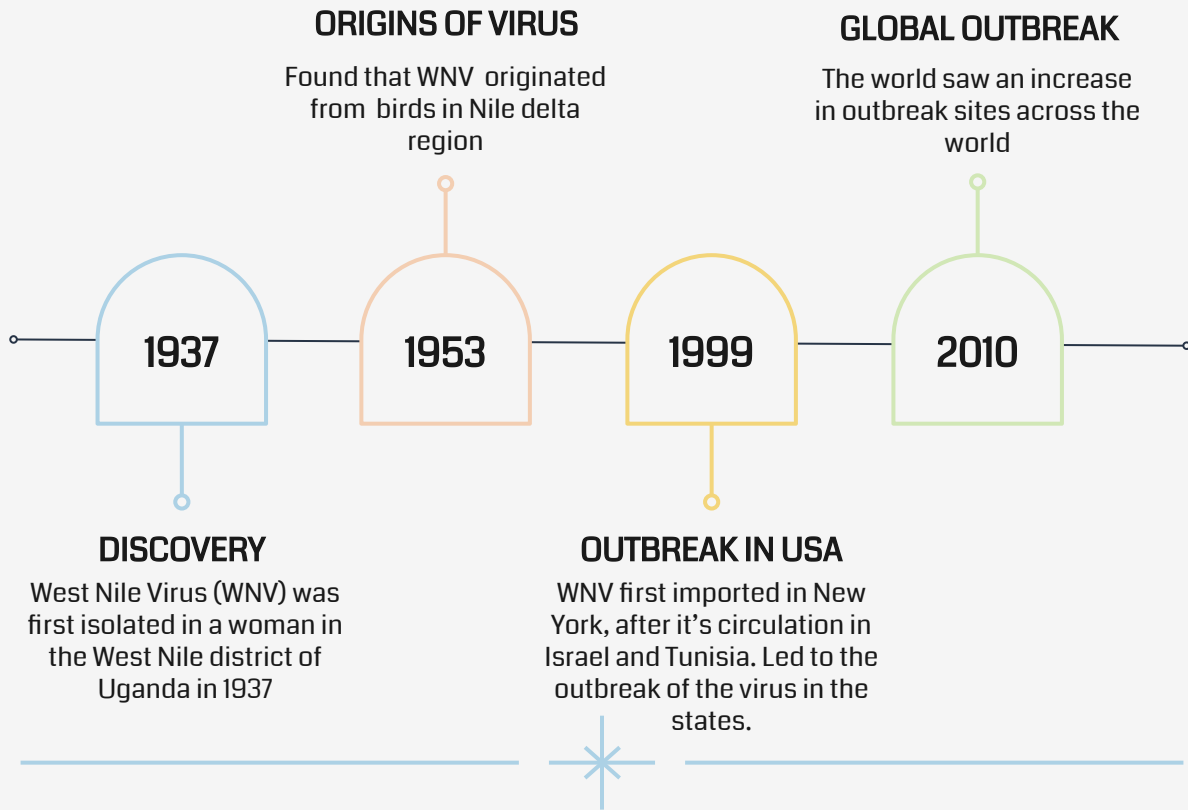 ORIGINS OF VIRUS
Found that WNV originated
from birds in Nile delta
region
GLOBAL OUTBREAK
The world saw an increase
in outbreak sites across the
world
1937
1953
1999
2010
DISCOVERY
West Nile Virus (WNV) was
first isolated in a woman in
the West Nile district of
Uganda in 1937
OUTBREAK IN USA
WNV first imported in New
York, after it’s circulation in
Israel and Tunisia. Led to the
outbreak of the virus in the
states.